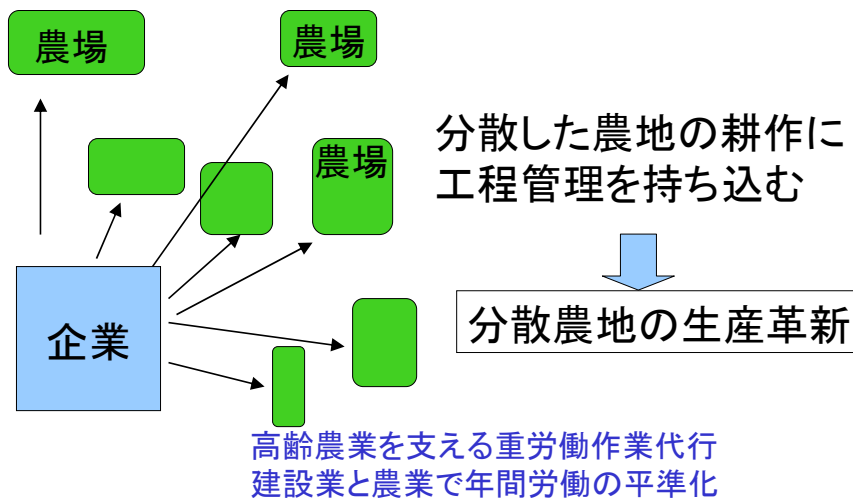 農場
農場
農場
企業
分散した農地の耕作に
工程管理を持ち込む
分散農地の生産革新
高齢農業を支える重労働作業代行
建設業と農業で年間労働の平準化